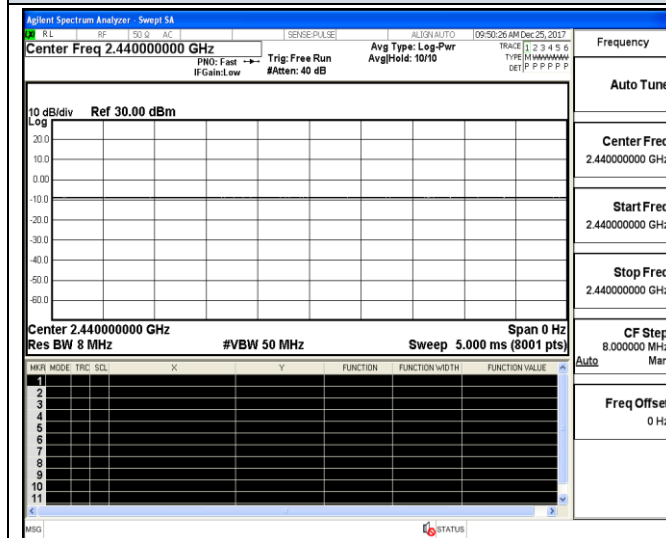 Agilent Spectrum Analyzer - Swept SA
RL RF 50 Ω AC SENSE:PULSE ALIGN AUTO 09:50:26 AM Dec 25, 2017
Center Freq 2.440000000 GHz
PNO: Fast
IFGain:Low
Trig: Free Run
#Atten: 40 dB
Avg Type: Log-Pwr
Avg|Hold: 10/10
TRACE 1 2 3 4 5 6
TYPE M WWWWW
DET P P P P P P
Frequency
Auto Tune
Center Freq
2.440000000 GHz
Start Freq
2.440000000 GHz
Stop Freq
2.440000000 GHz
CF Step
8.000000 MHz
Auto Man
Freq Offset
0 Hz
10 dB/div Ref 30.00 dBm
Log
20.0
10.0
0.00
-10.0
-20.0
-30.0
-40.0
-50.0
-60.0
Center 2.440000000 GHz Span 0 Hz
Res BW 8 MHz #VBW 50 MHz Sweep 5.000 ms (8001 pts)
MKR MODE TRC SCL X Y FUNCTION FUNCTION WIDTH FUNCTION VALUE
1
2
3
4
5
6
7
8
9
10
11
MSG STATUS